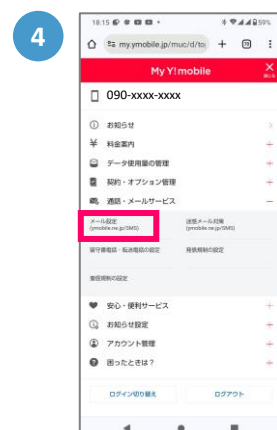 4
18:15
59%
my.ymobile.jp/muc/d/to
My Y!mobile
090-xxxx-xxxx
お知らせ
料金案内
データ使用量の管理
契約・オプション管理
通話・メールサービス
メール設定
(ymobile.ne.jp/SMS)
迷惑メール対策
(ymobile.ne.jp/SMS)
留守番電話・転送電話の設定
発信規制の設定
着信規制の設定
安心・便利サービス
お知らせ設定
アカウント管理
困ったときは?
ログイン切り替え
ログアウト